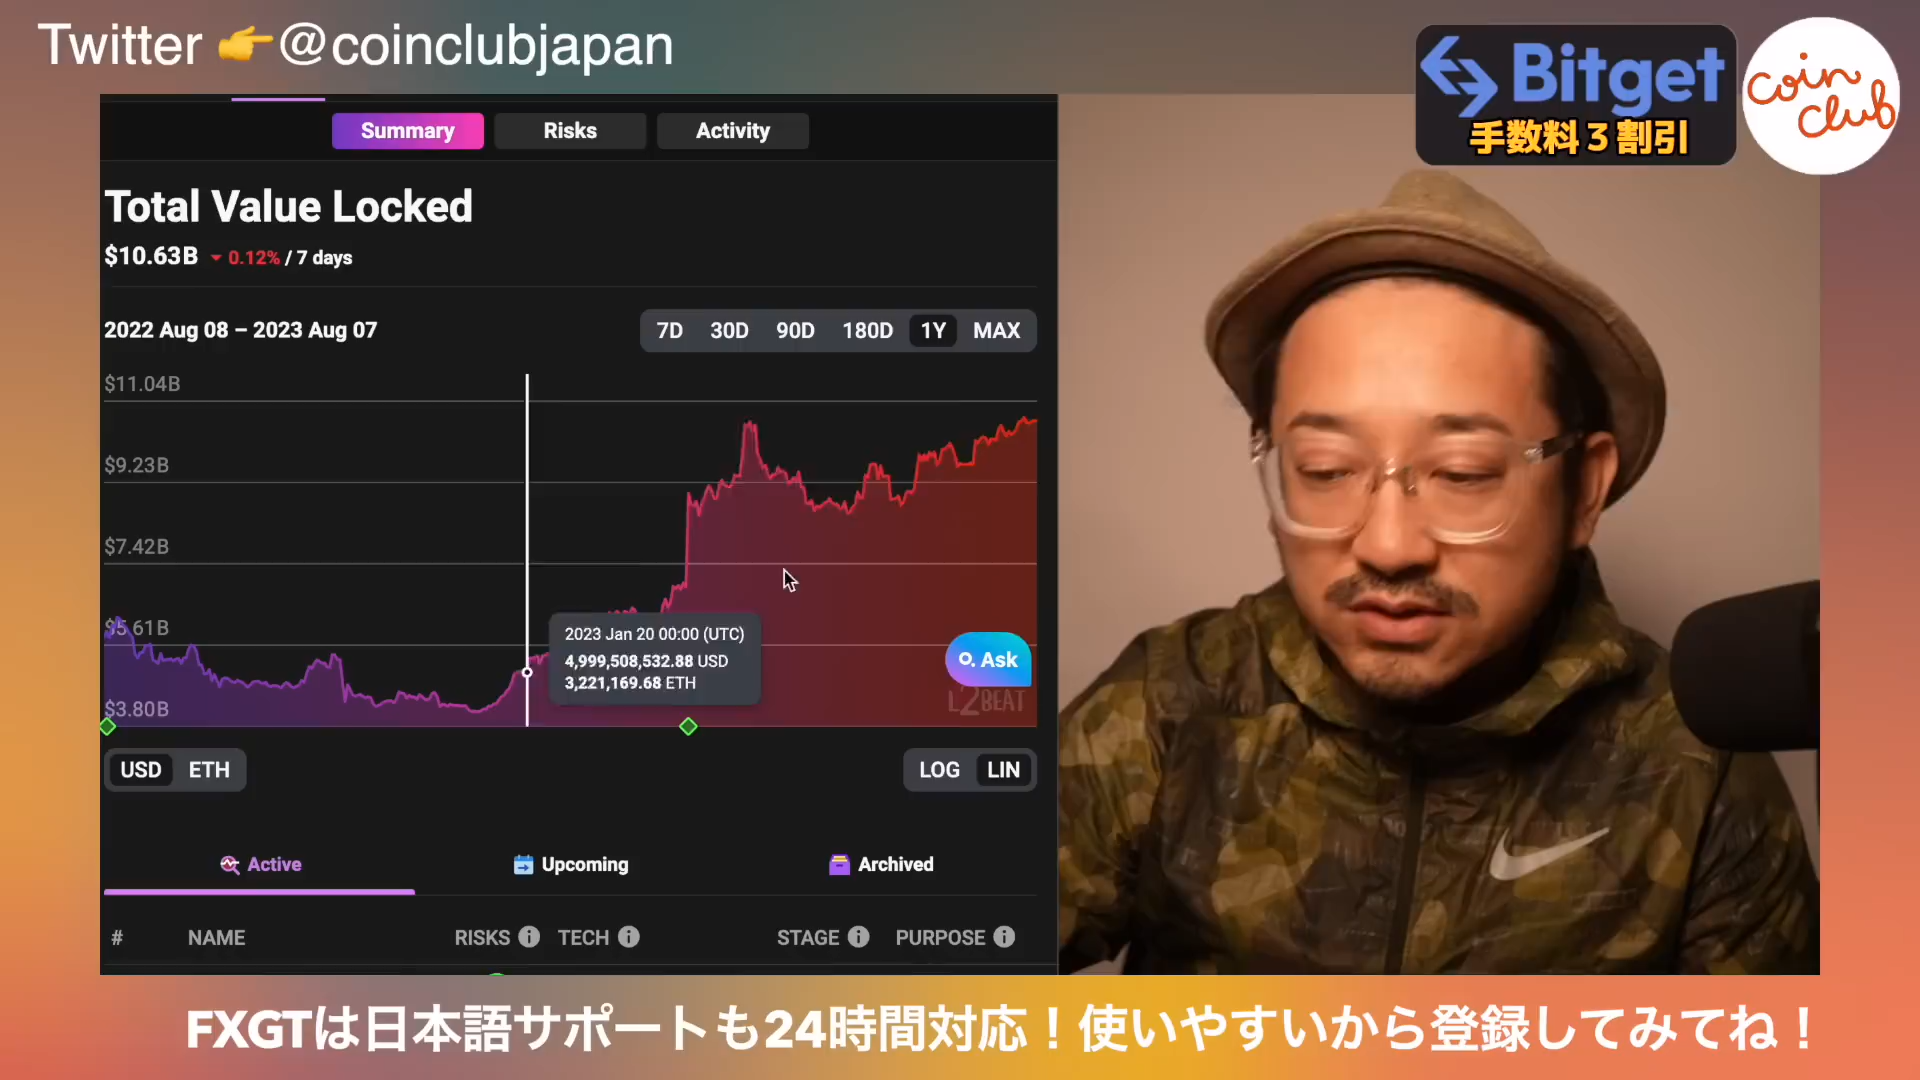 Twitter 👉@coinclubjapan
Bitget
手数料３割引
coin
club
Summary
Risks
Activity
Total Value Locked
$10.63B 0.12% / 7 days
2022 Aug 08 – 2023 Aug 07
7D 30D 90D 180D 1Y MAX
$11.04B
$9.23B
$7.42B
$5.61B
$3.80B
2023 Jan 20 00:00 (UTC)
4,999,508,532.88 USD
3,221,169.68 ETH
Ask
L2BEAT
USD ETH
LOG LIN
Active
Upcoming
Archived
# NAME RISKS TECH STAGE PURPOSE
FXGTは日本語サポートも24時間対応！使いやすいから登録してみてね！